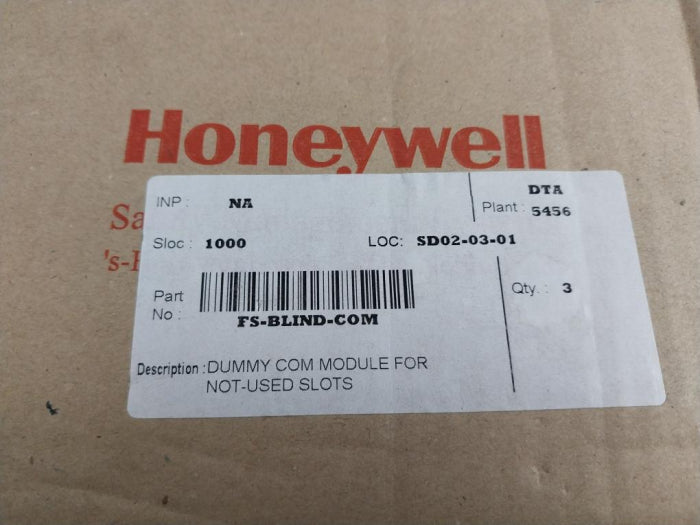 Honeywell
Sa
's-
INP : NA
DTA
Plant : 5456
Sloc : 1000 LOC: SD02-03-01
Part No :
FS-BLIND-COM
Qty. : 3
Description : DUMMY COM MODULE FOR
NOT-USED SLOTS